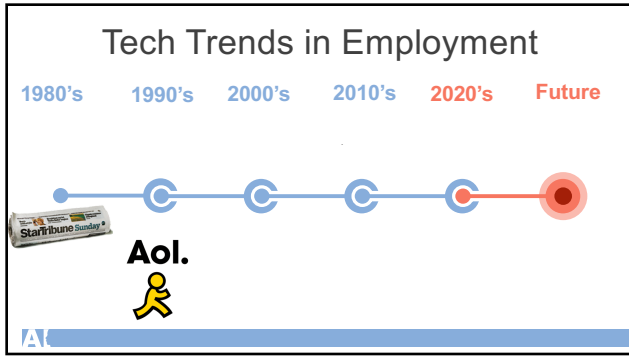 Tech Trends in Employment
1980's
1990's
2000's
2010's
2020's
Future
StarTribune Sunday
Aol.